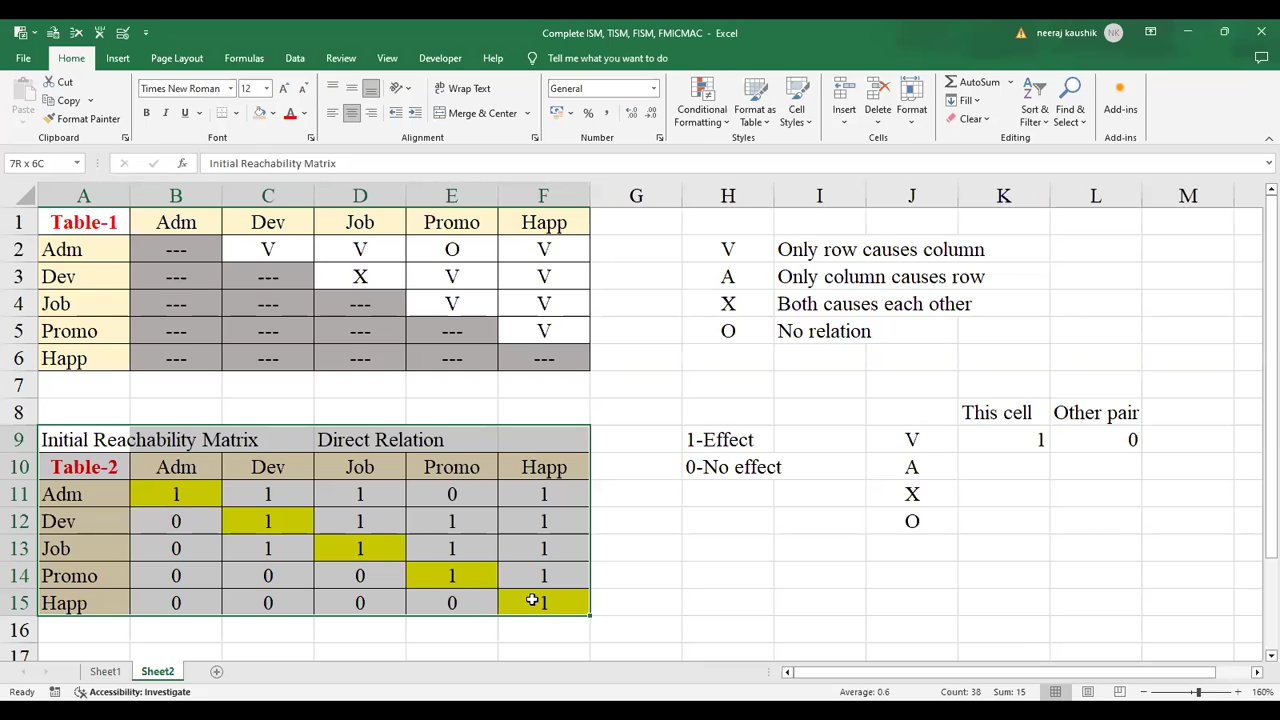 Complete ISM, TISM, FISM, FMICMAC - Excel
neeraj kaushik NK
File Home Insert Page Layout Formulas Data Review View Developer Help Tell me what you want to do
Paste
Cut
Copy
Format Painter
Clipboard
Times New Roman 12
B I U
Font
Wrap Text
Merge & Center
Alignment
General
Number
Conditional Formatting
Format as Table
Cell Styles
Styles
Insert Delete Format
Cells
AutoSum
Fill
Clear
Sort & Filter
Find & Select
Editing
Add-ins
Add-ins
7R x 6C fx Initial Reachability Matrix
A B C D E F G H I J K L M
1 Table-1 Adm Dev Job Promo Happ
2 Adm --- V V O V V Only row causes column
3 Dev --- --- X V V A Only column causes row
4 Job --- --- --- V V X Both causes each other
5 Promo --- --- --- --- V O No relation
6 Happ --- --- --- --- ---
7
8 This cell Other pair
9 Initial Reachability Matrix Direct Relation 1-Effect V 1 0
10 Table-2 Adm Dev Job Promo Happ 0-No effect A
11 Adm 1 1 1 0 1 X
12 Dev 0 1 1 1 1 O
13 Job 0 1 1 1 1
14 Promo 0 0 0 1 1
15 Happ 0 0 0 0 1
16
17
Sheet1 Sheet2
Ready Accessibility: Investigate Average: 0.6 Count: 38 Sum: 15 160%